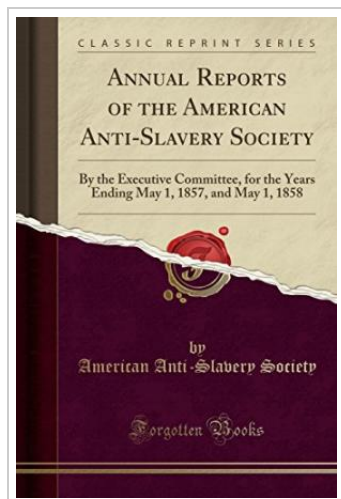 CLASSIC REPRINT SERIES
ANNUAL REPORTS
OF THE AMERICAN
ANTI-SLAVERY SOCIETY
By the Executive Committee, for the Years
Ending May 1, 1857, and May 1, 1858
by
American Anti-Slavery Society
Forgotten Books